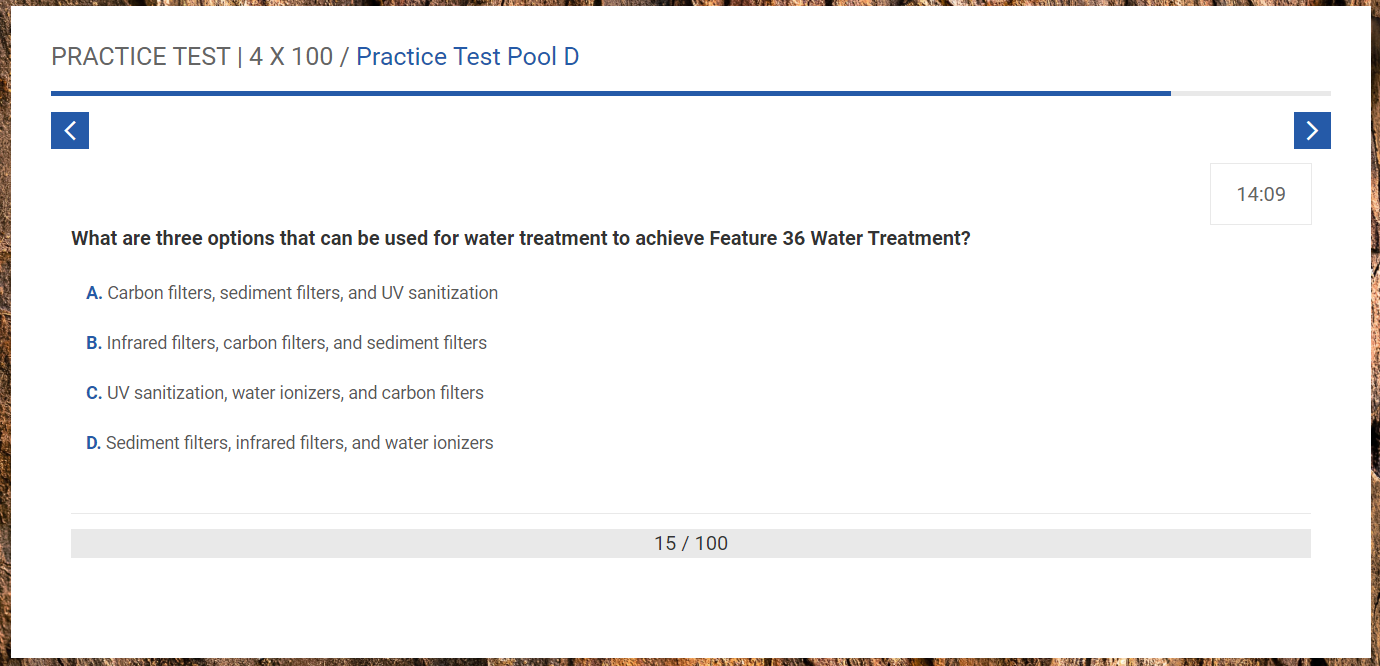 PRACTICE TEST | 4 X 100 / Practice Test Pool D
14:09
What are three options that can be used for water treatment to achieve Feature 36 Water Treatment?
A. Carbon filters, sediment filters, and UV sanitization
B. Infrared filters, carbon filters, and sediment filters
C. UV sanitization, water ionizers, and carbon filters
D. Sediment filters, infrared filters, and water ionizers
15 / 100